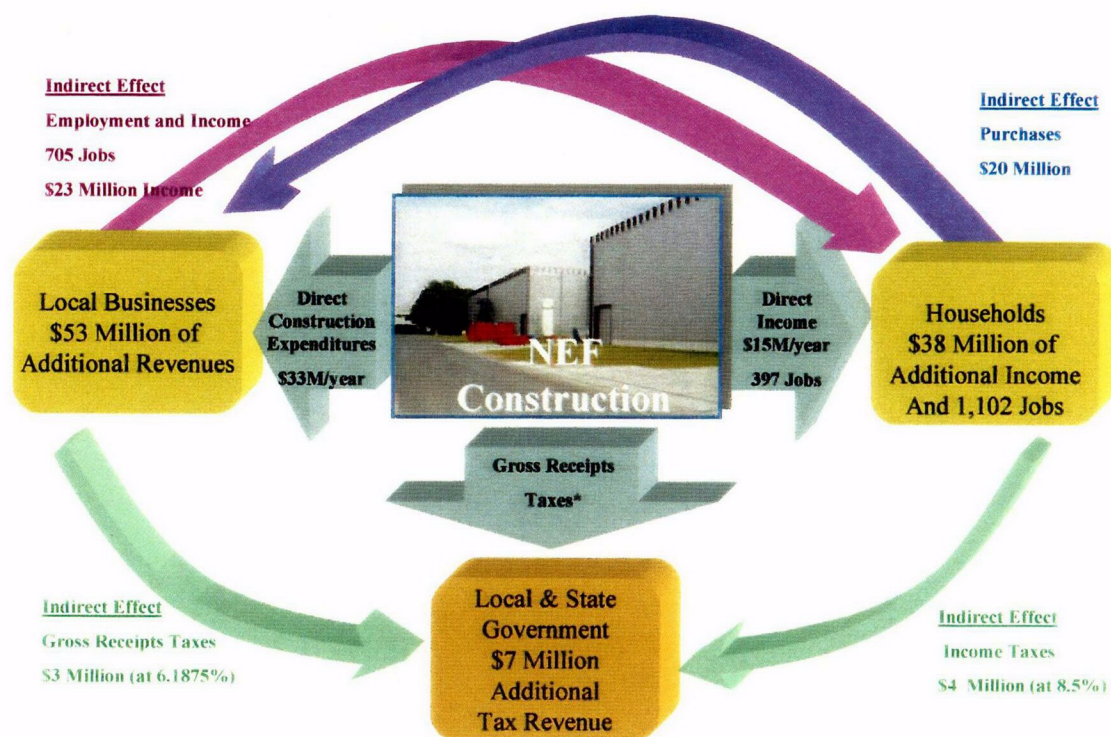 Indirect Effect
Employment and Income
705 Jobs
$23 Million Income
Indirect Effect
Purchases
$20 Million
Local Businesses
$53 Million of
Additional Revenues
Direct
Construction
Expenditures
$33M/year
NEF
Construction
Direct
Income
$15M/year
397 Jobs
Households
$38 Million of
Additional Income
And 1,102 Jobs
Gross Receipts
Taxes*
Indirect Effect
Gross Receipts Taxes
$3 Million (at 6.1875%)
Local & State
Government
$7 Million
Additional
Tax Revenue
Indirect Effect
Income Taxes
$4 Million (at 8.5%)